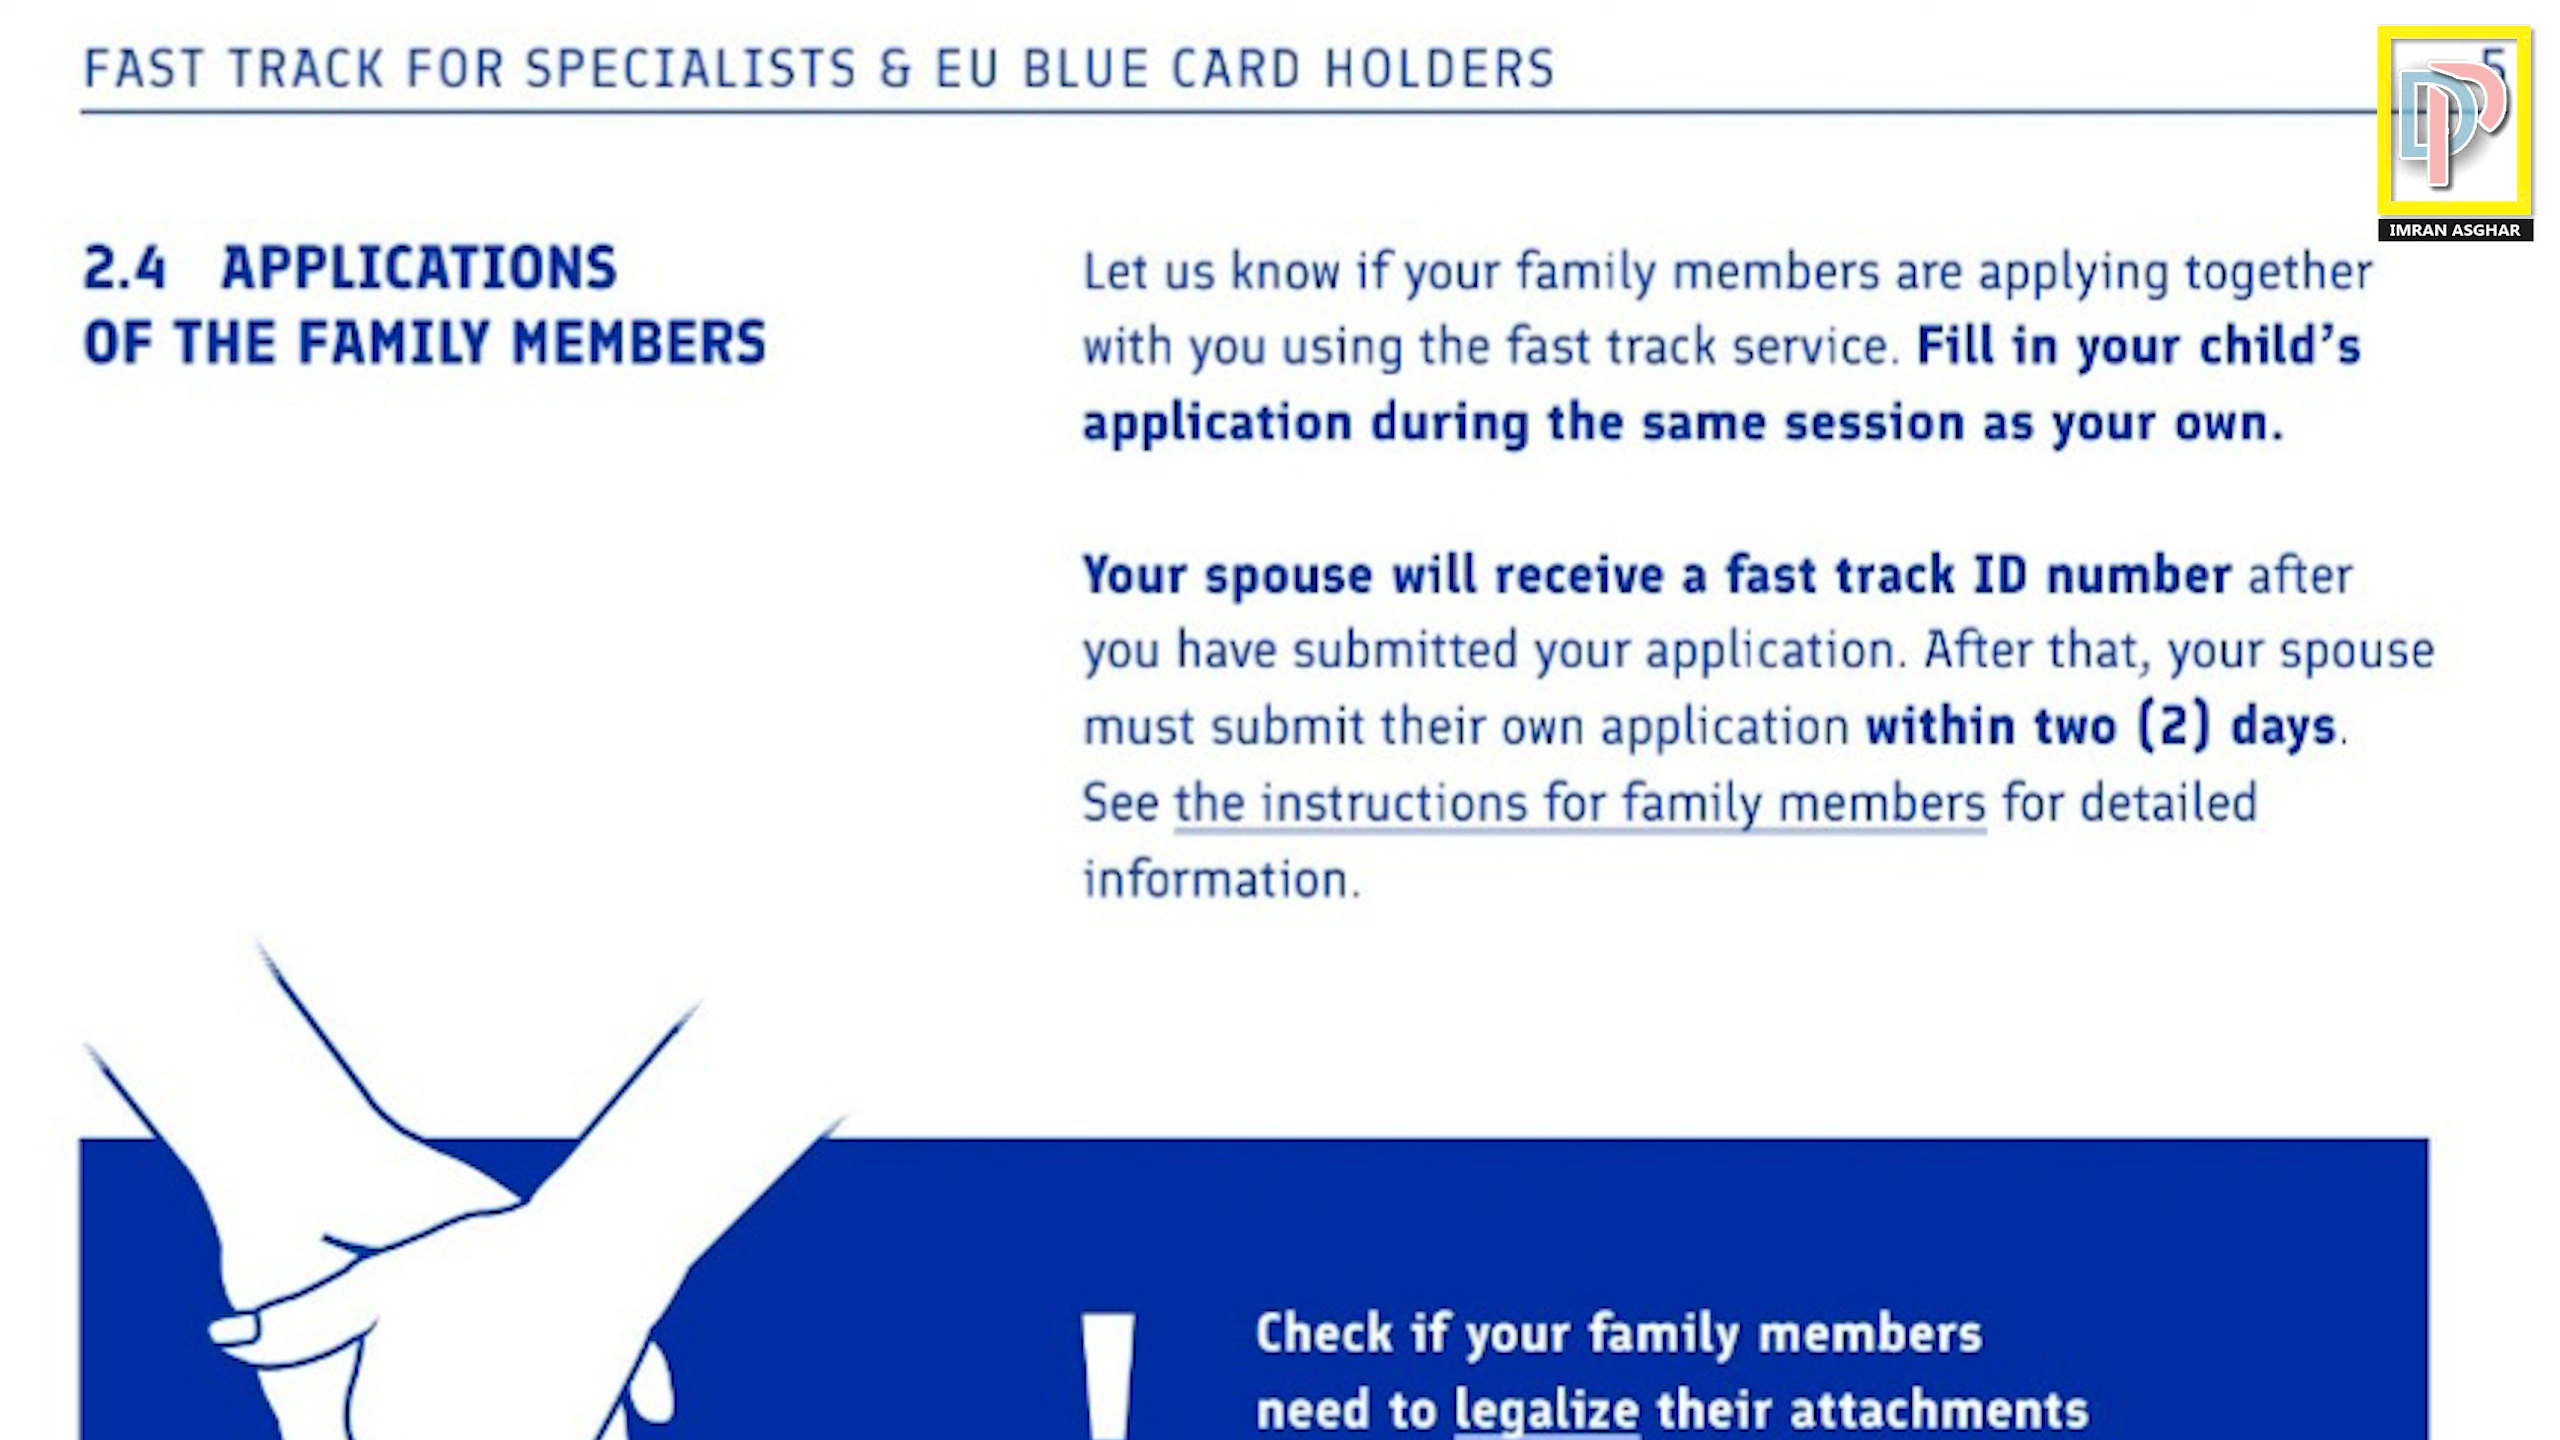 FAST TRACK FOR SPECIALISTS & EU BLUE CARD HOLDERS
5
DP
IMRAN ASGHAR
2.4 APPLICATIONS
OF THE FAMILY MEMBERS
Let us know if your family members are applying together
with you using the fast track service. Fill in your child’s
application during the same session as your own.
Your spouse will receive a fast track ID number after
you have submitted your application. After that, your spouse
must submit their own application within two (2) days.
See the instructions for family members for detailed
information.
!
Check if your family members
need to legalize their attachments